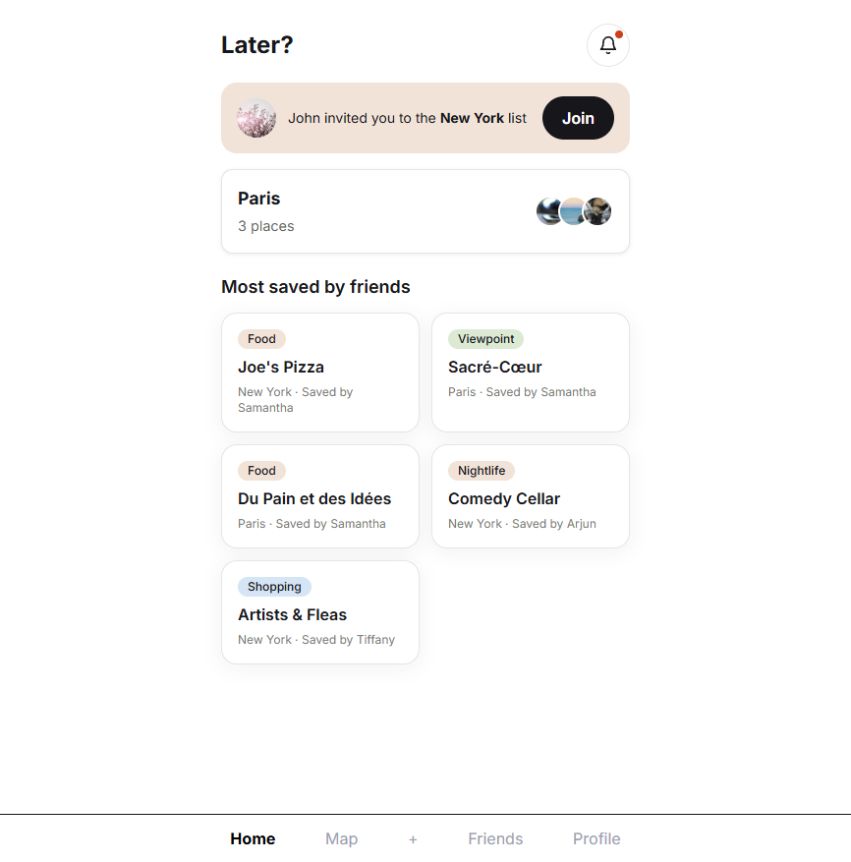 Later?
John invited you to the New York list
Join
Paris
3 places
Most saved by friends
Food
Joe's Pizza
New York · Saved by
Samantha
Viewpoint
Sacré-Cœur
Paris · Saved by Samantha
Food
Du Pain et des Idées
Paris · Saved by Samantha
Nightlife
Comedy Cellar
New York · Saved by Arjun
Shopping
Artists & Fleas
New York · Saved by Tiffany
Home
Map
+
Friends
Profile